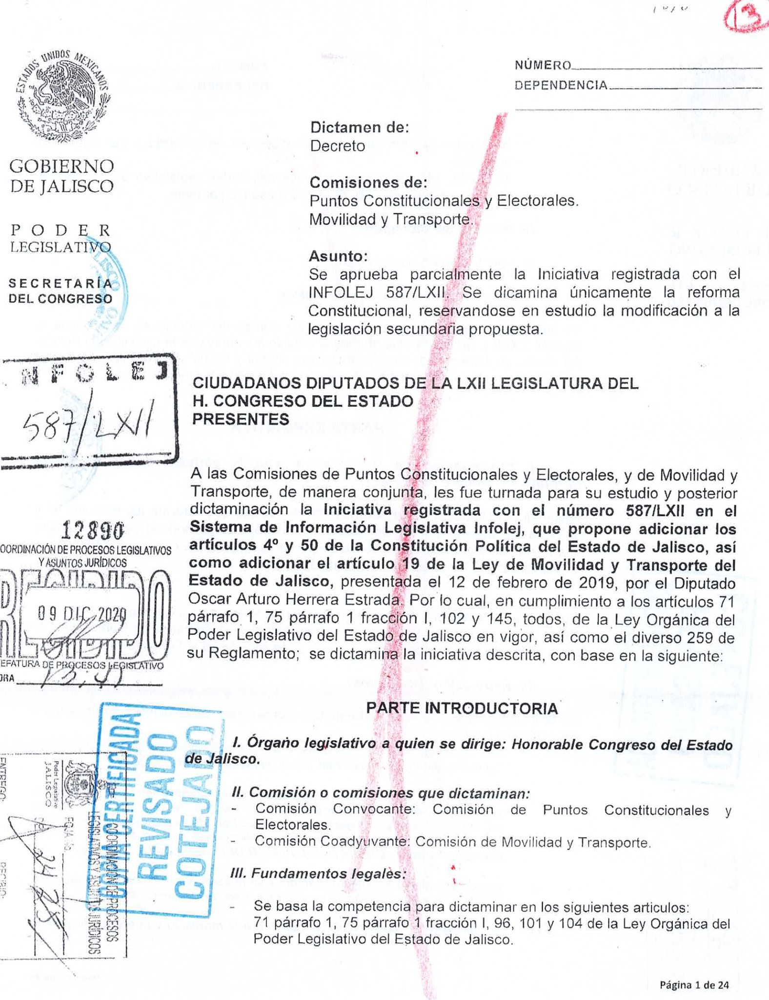 13
NÚMERO
DEPENDENCIA
ESTADOS UNIDOS MEXICANOS
GOBIERNO
DE JALISCO
PODER
LEGISLATIVO
SECRETARÍA
DEL CONGRESO
Dictamen de:
Decreto
Comisiones de:
Puntos Constitucionales y Electorales.
Movilidad y Transporte.
Asunto:
Se aprueba parcialmente la Iniciativa registrada con el
INFOLEJ 587/LXII. Se dicamina únicamente la reforma
Constitucional, reservandose en estudio la modificación a la
legislación secundaria propuesta.
NFOLEJ
587/LXII
CIUDADANOS DIPUTADOS DE LA LXII LEGISLATURA DEL
H. CONGRESO DEL ESTADO
PRESENTES
A las Comisiones de Puntos Constitucionales y Electorales, y de Movilidad y
Transporte, de manera conjunta, les fue turnada para su estudio y posterior
dictaminación la Iniciativa registrada con el número 587/LXII en el
Sistema de Información Legislativa Infolej, que propone adicionar los
artículos 4º y 50 de la Constitución Política del Estado de Jalisco, así
como adicionar el artículo 19 de la Ley de Movilidad y Transporte del
Estado de Jalisco, presentada el 12 de febrero de 2019, por el Diputado
Oscar Arturo Herrera Estrada. Por lo cual, en cumplimiento a los artículos 71
párrafo 1, 75 párrafo 1 fracción I, 102 y 145, todos, de la Ley Orgánica del
Poder Legislativo del Estado de Jalisco en vigor, así como el diverso 259 de
su Reglamento; se dictamina la iniciativa descrita, con base en la siguiente:
12890
OORDINACIÓN DE PROCESOS LEGISLATIVOS
Y ASUNTOS JURÍDICOS
RECIBIDO
09 DIC 2020
EFATURA DE PROCESOS LEGISLATIVO
ORA
PARTE INTRODUCTORIA
I. Órgano legislativo a quien se dirige: Honorable Congreso del Estado
de Jalisco.
II. Comisión o comisiones que dictaminan:
- Comisión Convocante: Comisión de Puntos Constitucionales y
Electorales.
- Comisión Coadyuvante: Comisión de Movilidad y Transporte.
III. Fundamentos legales:
- Se basa la competencia para dictaminar en los siguientes articulos:
71 párrafo 1, 75 párrafo 1 fracción I, 96, 101 y 104 de la Ley Orgánica del
Poder Legislativo del Estado de Jalisco.
COPIA CERTIFICADA
REVISADO
COTEJADO
Poder Legislativo
JALISCO
COORDINACIÓN DE PROCESOS
LEGISLATIVOS Y ASUNTOS JURÍDICOS
Página 1 de 24